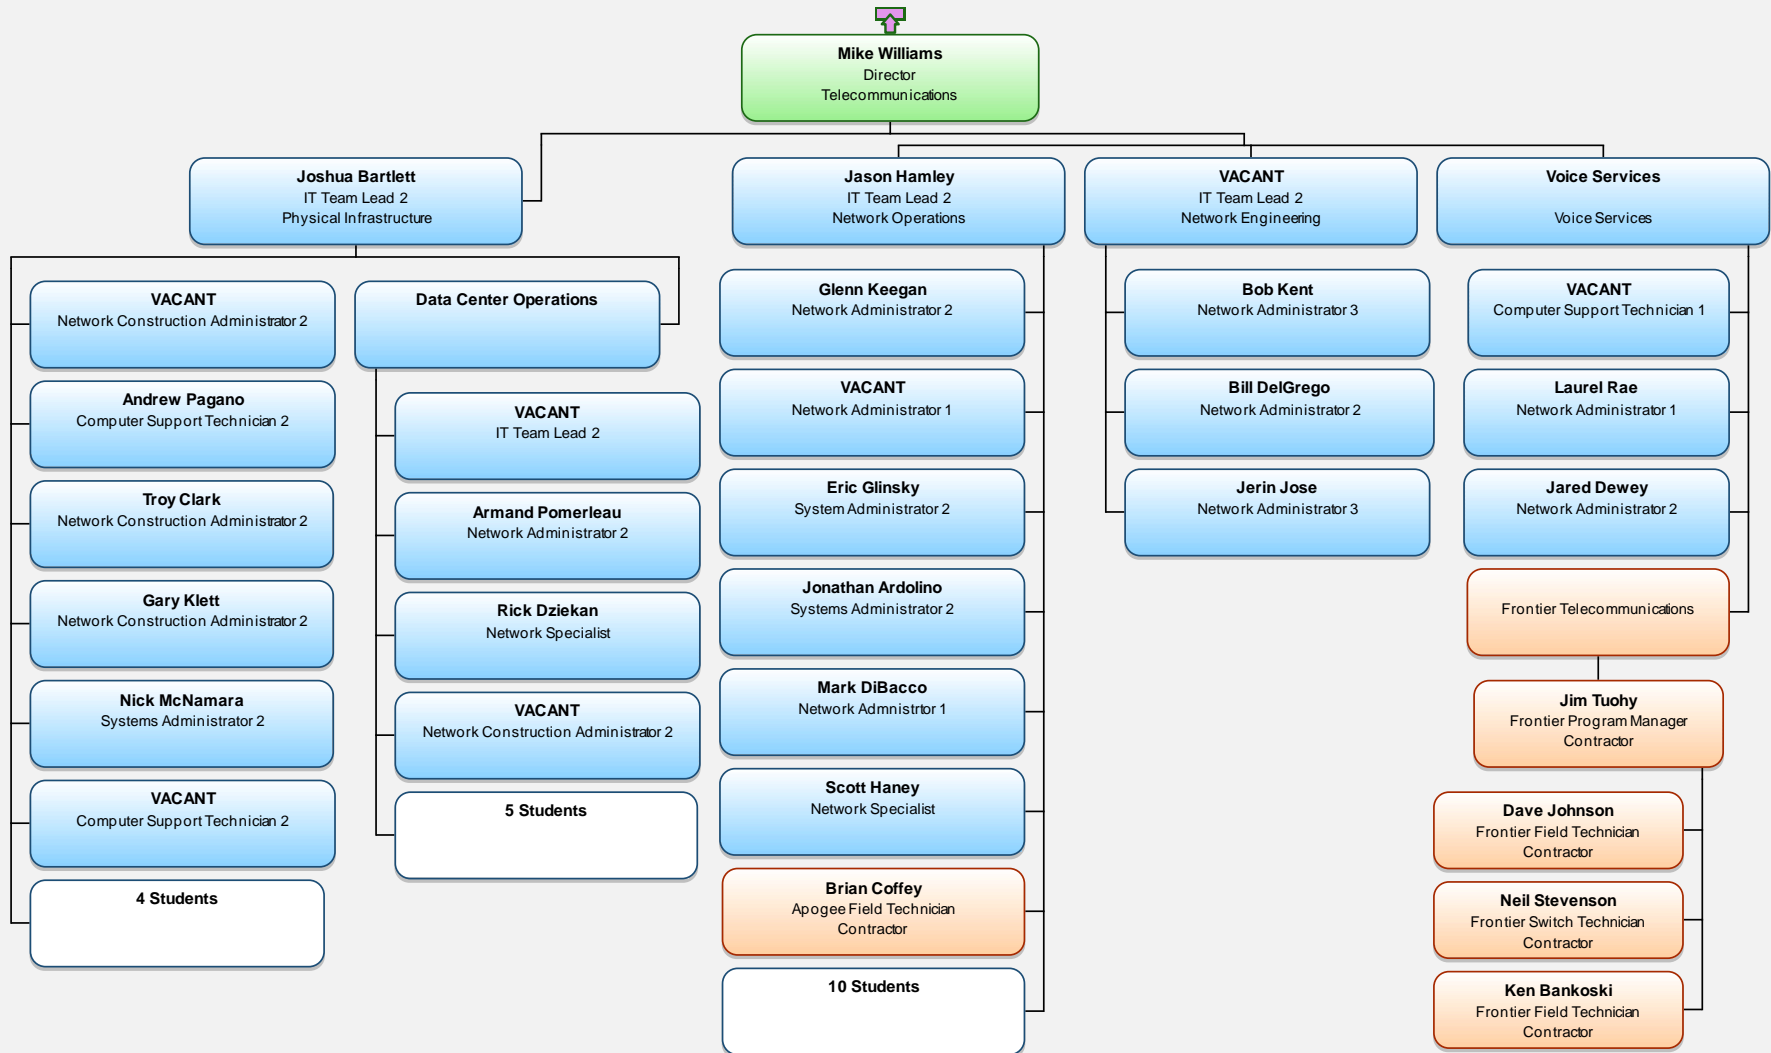 Mike Williams
Director
Telecommunications
Joshua Bartlett
IT Team Lead 2
Physical Infrastructure
Jason Hamley
IT Team Lead 2
Network Operations
VACANT
IT Team Lead 2
Network Engineering
Voice Services
Voice Services
VACANT
Network Construction Administrator 2
Andrew Pagano
Computer Support Technician 2
Troy Clark
Network Construction Administrator 2
Gary Klett
Network Construction Administrator 2
Nick McNamara
Systems Administrator 2
VACANT
Computer Support Technician 2
4 Students
Data Center Operations
VACANT
IT Team Lead 2
Armand Pomerleau
Network Administrator 2
Rick Dziekan
Network Specialist
VACANT
Network Construction Administrator 2
5 Students
Glenn Keegan
Network Administrator 2
VACANT
Network Administrator 1
Eric Glinsky
System Administrator 2
Jonathan Ardolino
Systems Administrator 2
Mark DiBacco
Network Admnistrtor 1
Scott Haney
Network Specialist
Brian Coffey
Apogee Field Technician
Contractor
10 Students
Bob Kent
Network Administrator 3
Bill DelGrego
Network Administrator 2
Jerin Jose
Network Administrator 3
VACANT
Computer Support Technician 1
Laurel Rae
Network Administrator 1
Jared Dewey
Network Administrator 2
Frontier Telecommunications
Jim Tuohy
Frontier Program Manager
Contractor
Dave Johnson
Frontier Field Technician
Contractor
Neil Stevenson
Frontier Switch Technician
Contractor
Ken Bankoski
Frontier Field Technician
Contractor